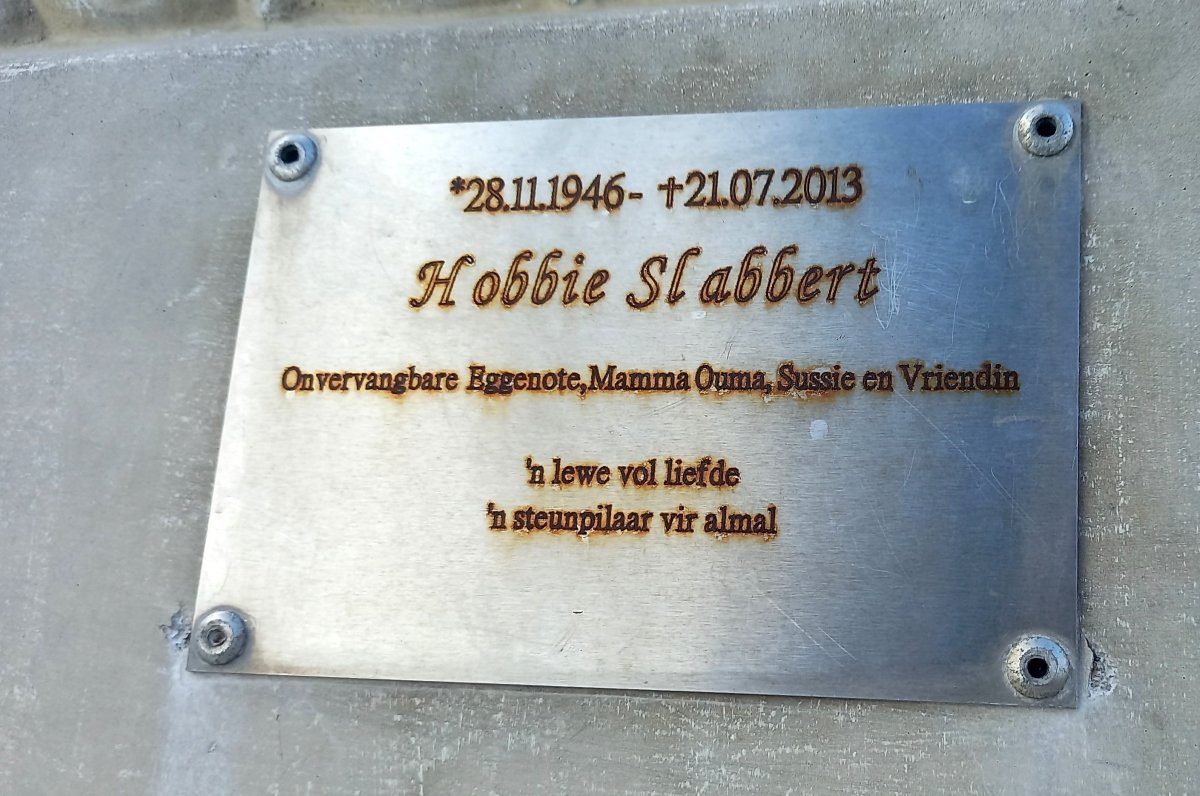 *28.11.1946- †21.07.2013
Hobbie Slabbert
Onvervangbare Eggenote, Mamma Ouma, Sussie en Vriendin
'n lewe vol liefde
'n steunpilaar vir almal